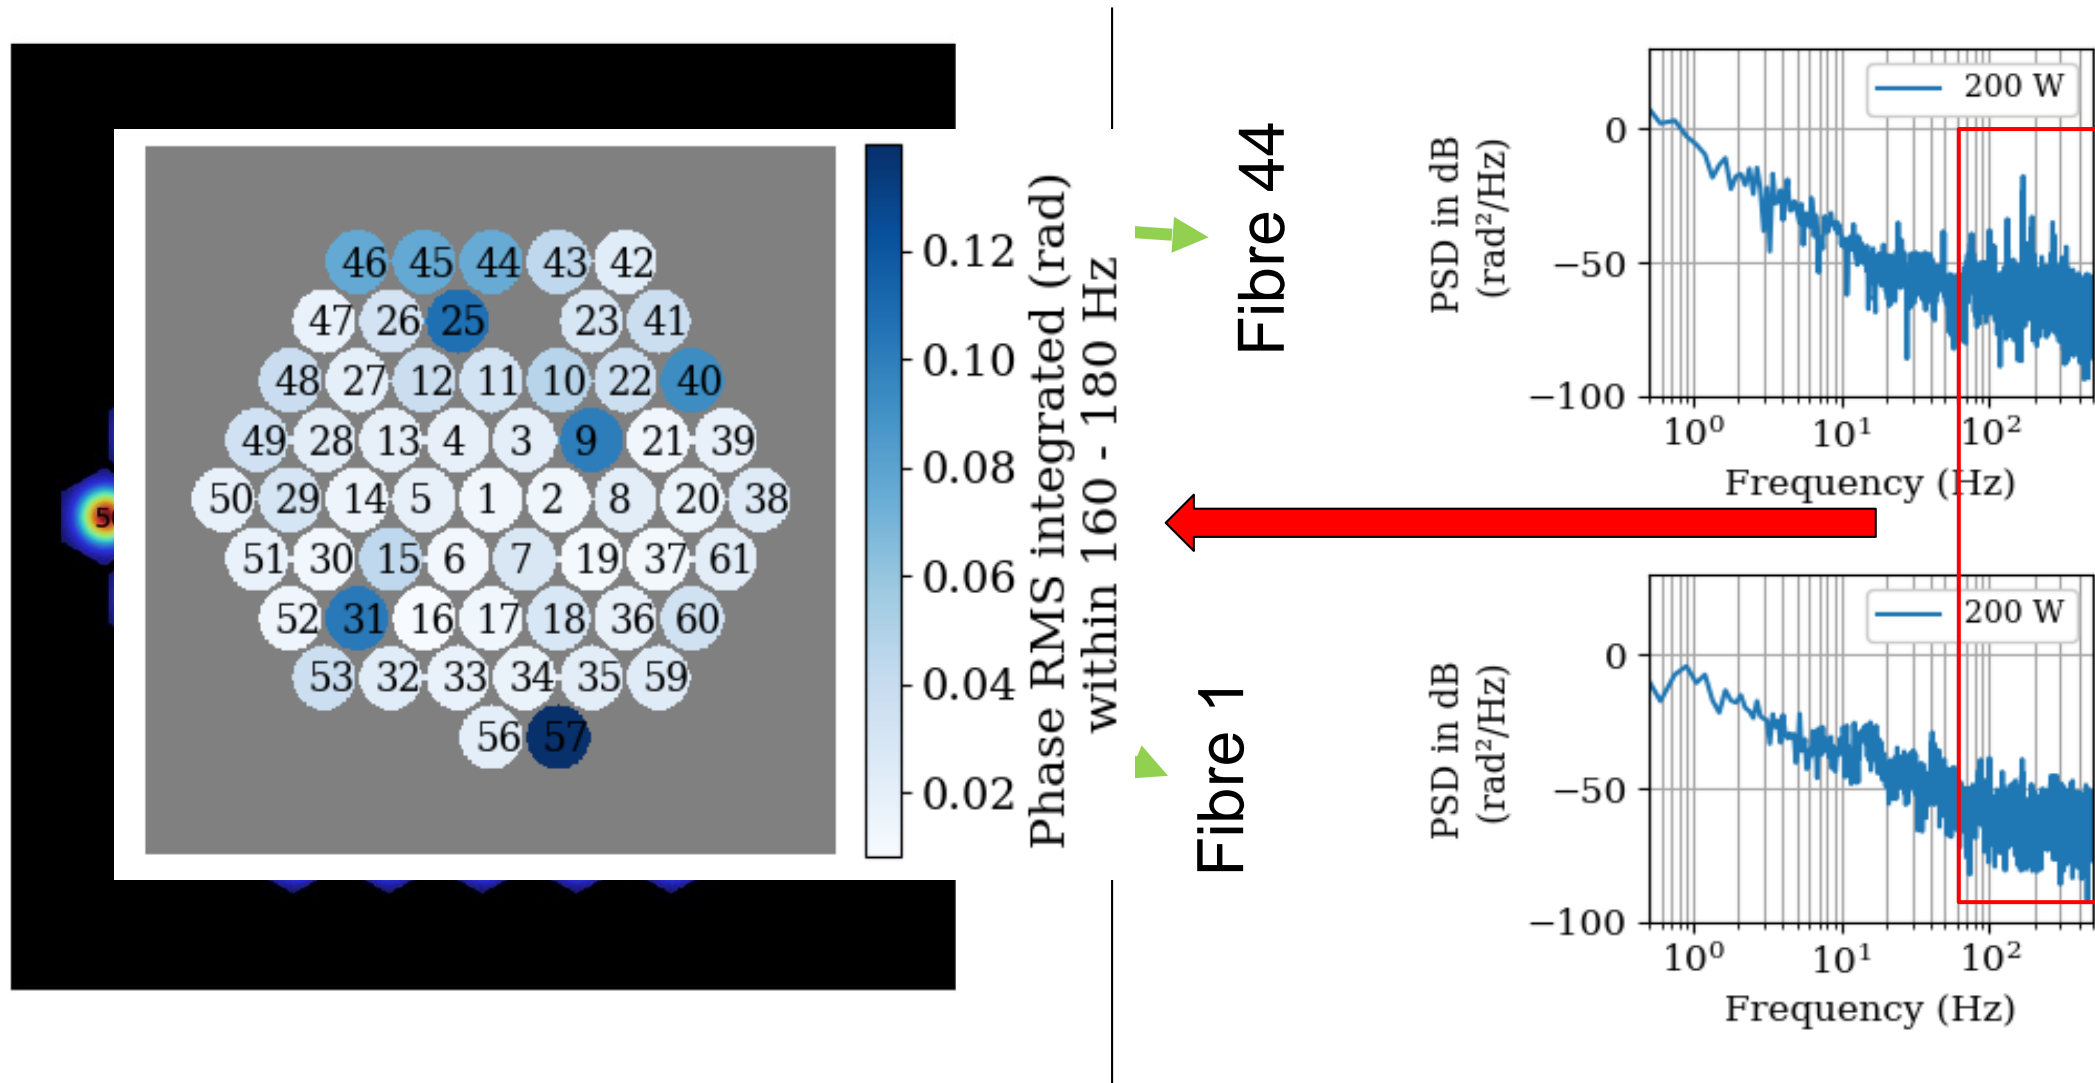 46 45 44 43 42
47 26 25 23 41
48 27 12 11 10 22 40
49 28 13 4 3 9 21 39
50 29 14 5 1 2 8 20 38
51 30 15 6 7 19 37 61
52 31 16 17 18 36 60
53 32 33 34 35 59
56 57
0.12
0.10
0.08
0.06
0.04
0.02
Phase RMS integrated (rad)
within 160 - 180 Hz
Fibre 44
PSD in dB
(rad²/Hz)
200 W
0
−50
−100
10⁰ 10¹ 10²
Frequency (Hz)
Fibre 1
PSD in dB
(rad²/Hz)
200 W
0
−50
−100
10⁰ 10¹ 10²
Frequency (Hz)